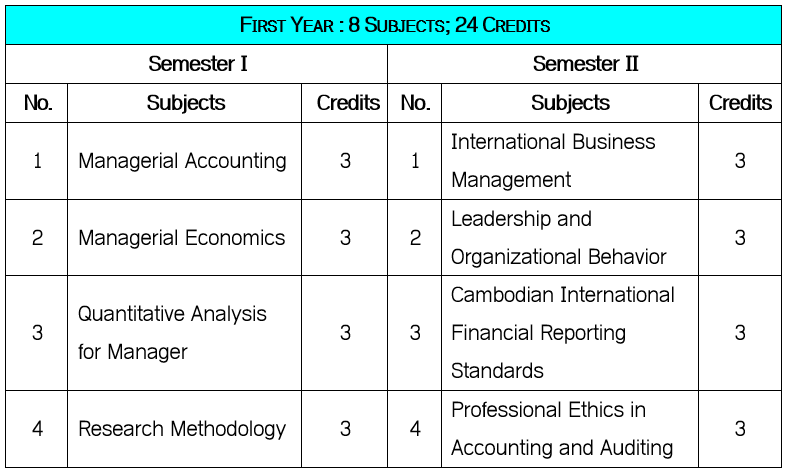 FIRST YEAR : 8 SUBJECTS; 24 CREDITS
Semester I Semester II
No. Subjects Credits No. Subjects Credits
1 Managerial Accounting 3 1 International Business
Management 3
2 Managerial Economics 3 2 Leadership and
Organizational Behavior 3
3 Quantitative Analysis
for Manager 3 3 Cambodian International
Financial Reporting
Standards 3
4 Research Methodology 3 4 Professional Ethics in
Accounting and Auditing 3